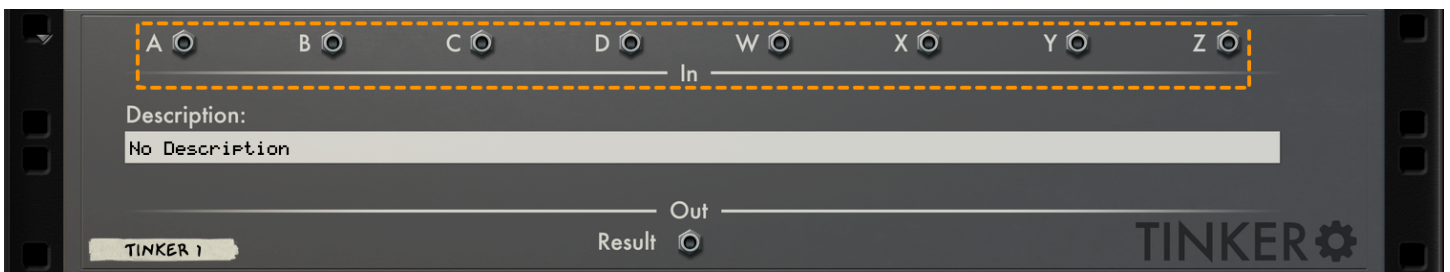 A B C D W X Y Z
In
Description:
No Description
Out
Result
TINKER 1
TINKER